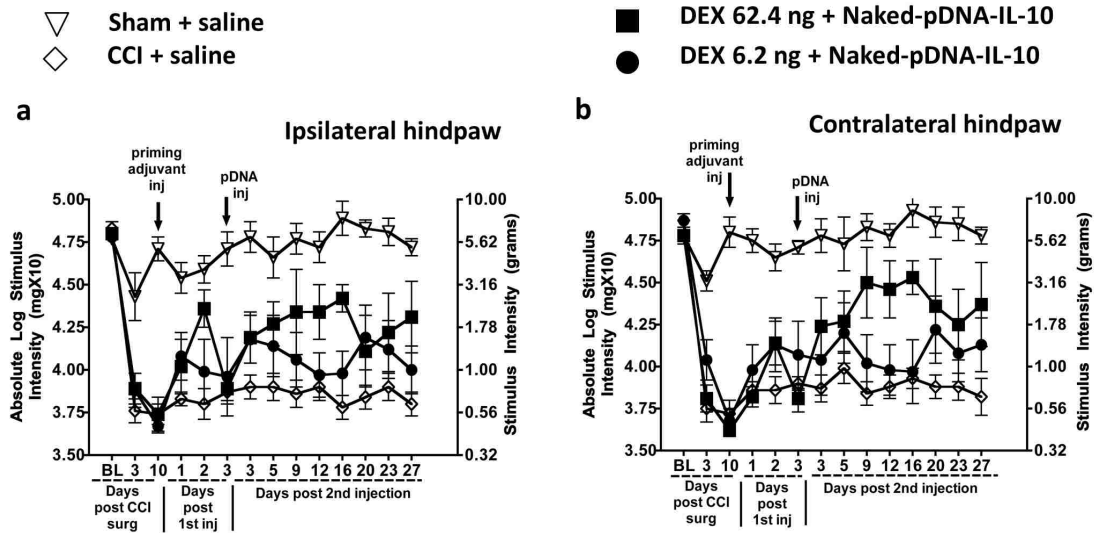 Sham + saline
CCI + saline
DEX 62.4 ng + Naked-pDNA-IL-10
DEX 6.2 ng + Naked-pDNA-IL-10
a
Ipsilateral hindpaw
priming
adjuvant
inj
pDNA
inj
Absolute Log Stimulus
Intensity (mgX10)
5.00
4.75
4.50
4.25
4.00
3.75
3.50
10.00
5.62
3.16
1.78
1.00
0.56
0.32
Stimulus Intensity (grams)
BL 3 10 1 2 3 3 5 9 12 16 20 23 27
Days
post CCI
surg
Days
post
1st inj
Days post 2nd injection
b
Contralateral hindpaw
priming
adjuvant inj
pDNA
inj
Absolute Log Stimulus
Intensity (mgX10)
5.00
4.75
4.50
4.25
4.00
3.75
3.50
10.00
5.62
3.16
1.78
1.00
0.56
0.32
Stimulus Intensity (grams)
BL 3 10 1 2 3 3 5 9 12 16 20 23 27
Days
post CCI
surg
Days
post
1st inj
Days post 2nd injection